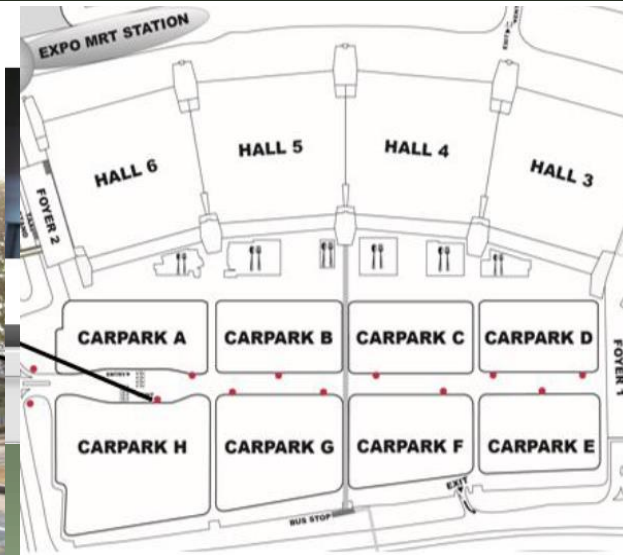 EXPO MRT STATION
HALL 6
HALL 5
HALL 4
HALL 3
FOYER 2
CARPARK A
CARPARK B
CARPARK C
CARPARK D
FOYER 1
CARPARK H
CARPARK G
CARPARK F
CARPARK E
EXIT
BUS STOP